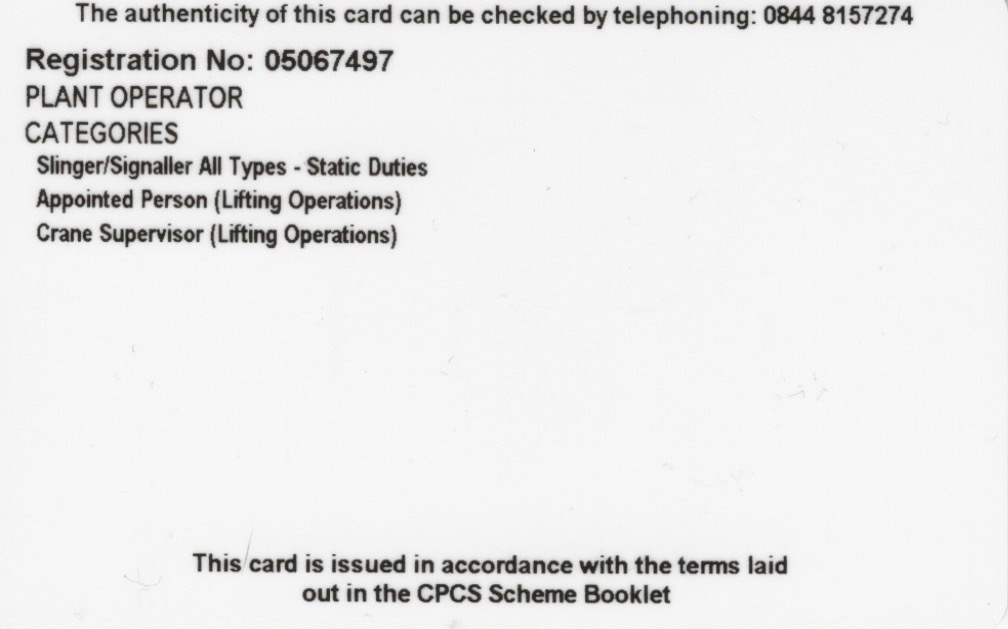 The authenticity of this card can be checked by telephoning: 0844 8157274
Registration No: 05067497
PLANT OPERATOR
CATEGORIES
Slinger/Signaller All Types - Static Duties
Appointed Person (Lifting Operations)
Crane Supervisor (Lifting Operations)
This card is issued in accordance with the terms laid
out in the CPCS Scheme Booklet